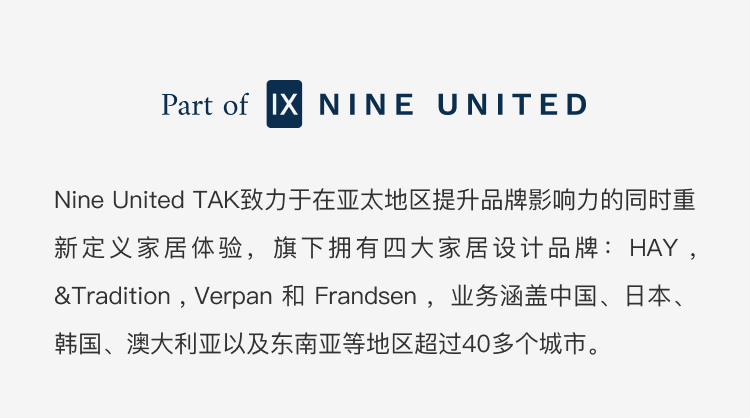 Part of IX NINE UNITED
Nine United TAK致力于在亚太地区提升品牌影响力的同时重
新定义家居体验，旗下拥有四大家居设计品牌：HAY ,
&Tradition , Verpan 和 Frandsen ，业务涵盖中国、日本、
韩国、澳大利亚以及东南亚等地区超过40多个城市。